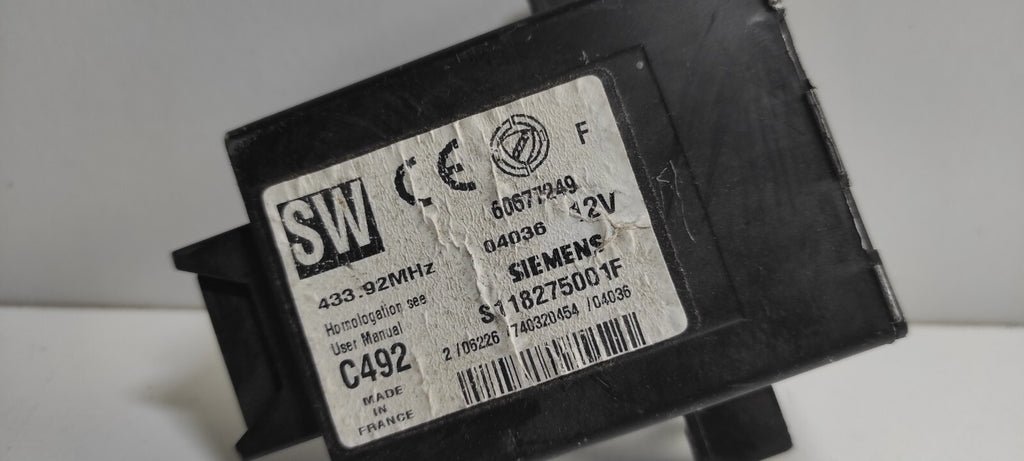 SW
CE
F
60677249
04036 12V
433.92MHz
SIEMENS
Homologation see
User Manual
S118275001F
C492
2/06226 1740320454 /04036
MADE
IN
FRANCE